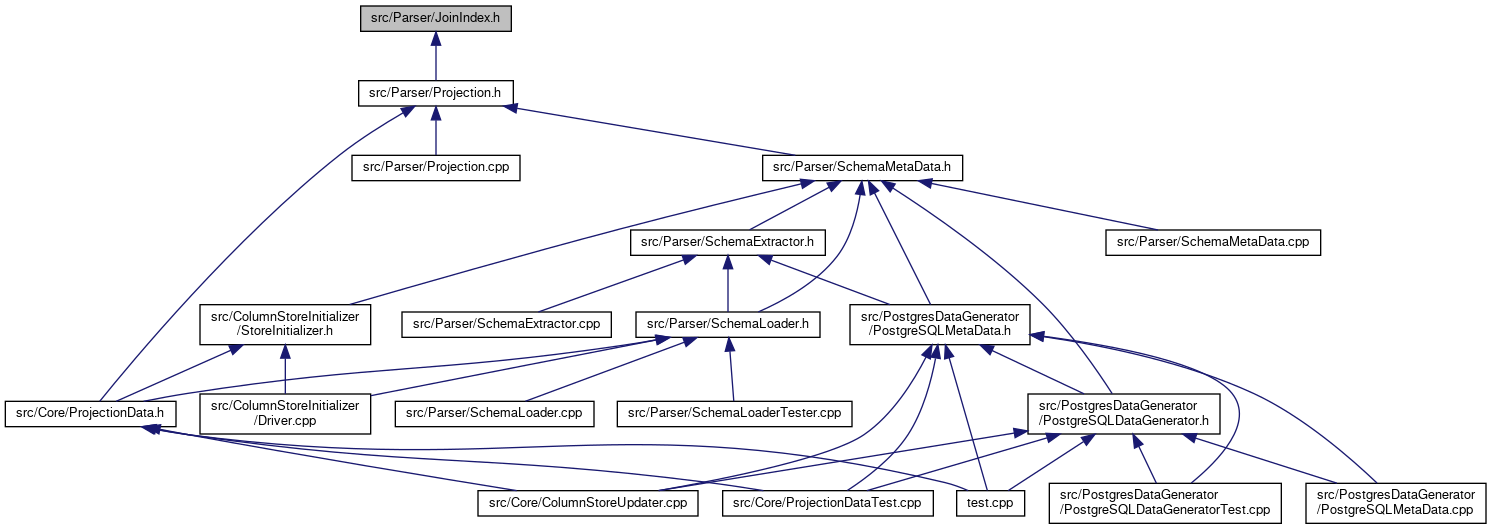 src/Parser/JoinIndex.h
src/Parser/Projection.h
src/Parser/Projection.cpp
src/Parser/SchemaMetaData.h
src/Parser/SchemaExtractor.h
src/Parser/SchemaMetaData.cpp
src/ColumnStoreInitializer
/StoreInitializer.h
src/Parser/SchemaExtractor.cpp
src/Parser/SchemaLoader.h
src/PostgresDataGenerator
/PostgreSQLMetaData.h
src/Core/ProjectionData.h
src/ColumnStoreInitializer
/Driver.cpp
src/Parser/SchemaLoader.cpp
src/Parser/SchemaLoaderTester.cpp
src/PostgresDataGenerator
/PostgreSQLDataGenerator.h
src/Core/ColumnStoreUpdater.cpp
src/Core/ProjectionDataTest.cpp
test.cpp
src/PostgresDataGenerator
/PostgreSQLDataGeneratorTest.cpp
src/PostgresDataGenerator
/PostgreSQLMetaData.cpp